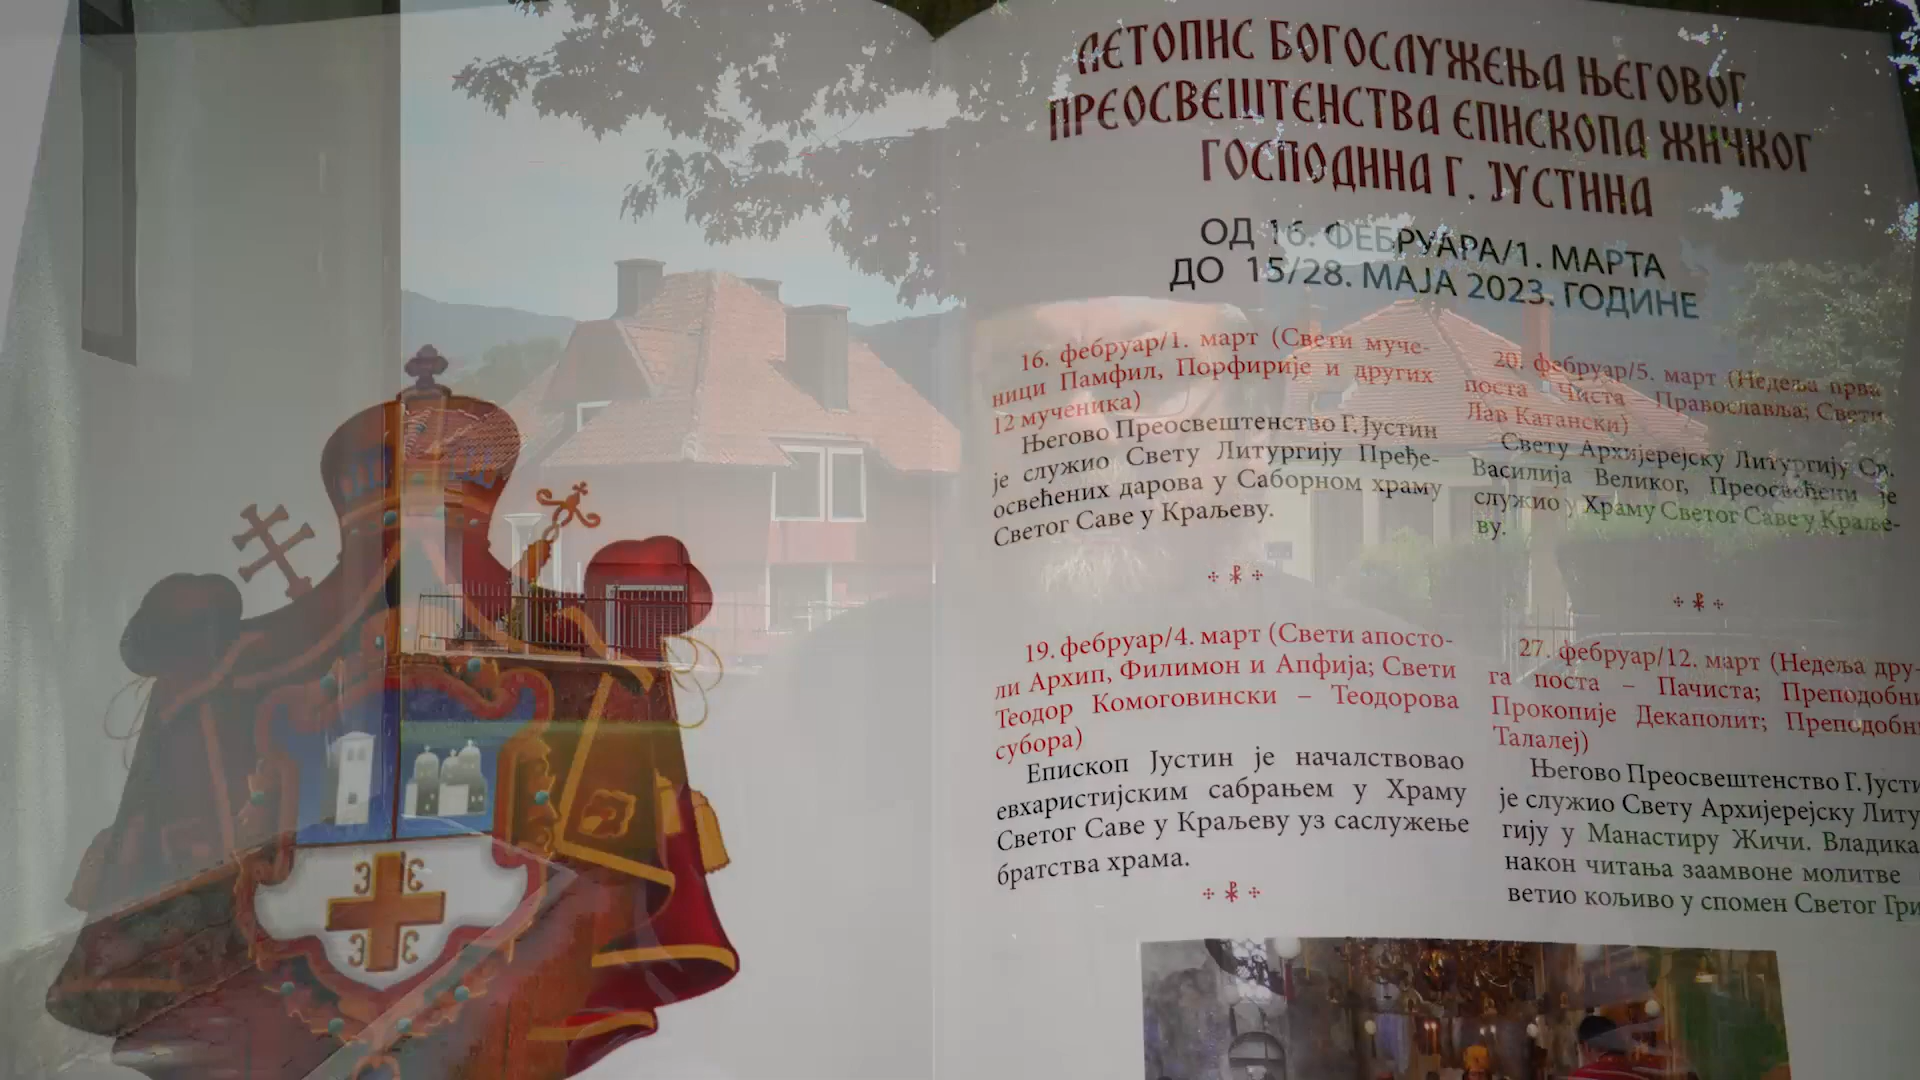 ЛЕТОПИС БОГОСЛУЖЕЊА ЊЕГОВОГ
ПРЕОСВЕШТЕНСТВА ЕПИСКОПА ЖИЧКОГ
ГОСПОДИНА Г. ЈУСТИНА
ОД 16. ФЕБРУАРА/1. МАРТА
ДО 15/28. МАЈА 2023. ГОДИНЕ
16. фебруар/1. март (Свети муче-
ници Памфил, Порфирије и других
12 мученика)
Његово Преосвештенство Г. Јустин
је служио Свету Литургију Пређе-
освећених дарова у Саборном храму
Светог Саве у Краљеву.
19. фебруар/4. март (Свети апосто-
ли Архип, Филимон и Апфија; Свети
Теодор Комоговински – Теодорова
субора)
Епископ Јустин је началствовао
евхаристијским сабрањем у Храму
Светог Саве у Краљеву уз саслужење
братства храма.
20. фебруар/5. март (Недеља прва
поста Чиста Православља; Свети
Лав Катански)
Свету Архијерејску Литургију Св.
Василија Великог, Преосвећени је
служио у Храму Светог Саве у Краље-
ву.
27. фебруар/12. март (Недеља дру-
га поста – Пачиста; Преподобни
Прокопије Декаполит; Преподобни
Талалеј)
Његово Преосвештенство Г. Јусти
је служио Свету Архијерејску Литу
гију у Манастиру Жичи. Владика
након читања заамвоне молитве
ветио кољиво у спомен Светог Гри
ЗЕ
ЗЕ